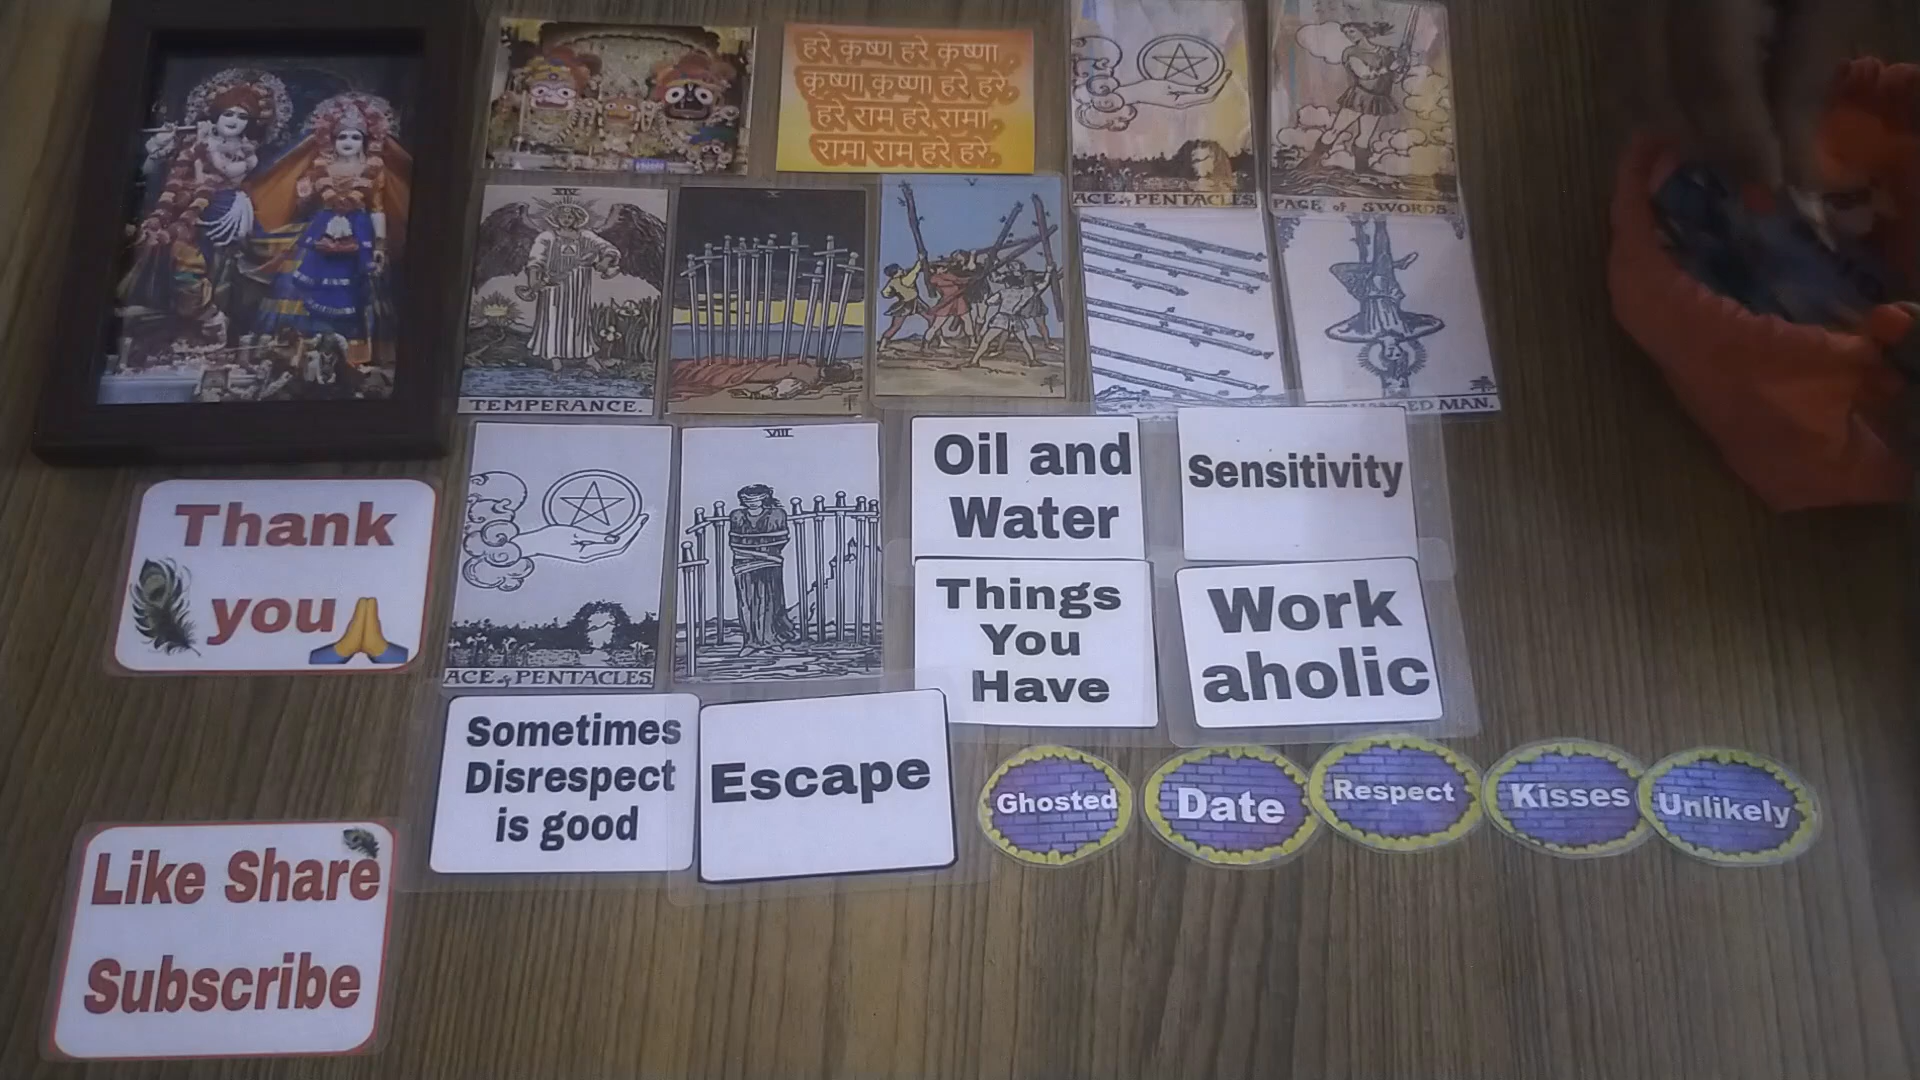 हरे कृष्ण हरे कृष्णा,
कृष्णा कृष्णा हरे हरे,
हरे राम हरे रामा,
रामा राम हरे हरे.
ACE of PENTACLES
PAGE of SWORDS.
XIV
TEMPERANCE.
X
V
MAN.
ACE of PENTACLES
VIII
Oil and
Water
Sensitivity
Things
You
Have
Work
aholic
Thank
you
Sometimes
Disrespect
is good
Escape
Ghosted
Date
Respect
Kisses
Unlikely
Like Share
Subscribe